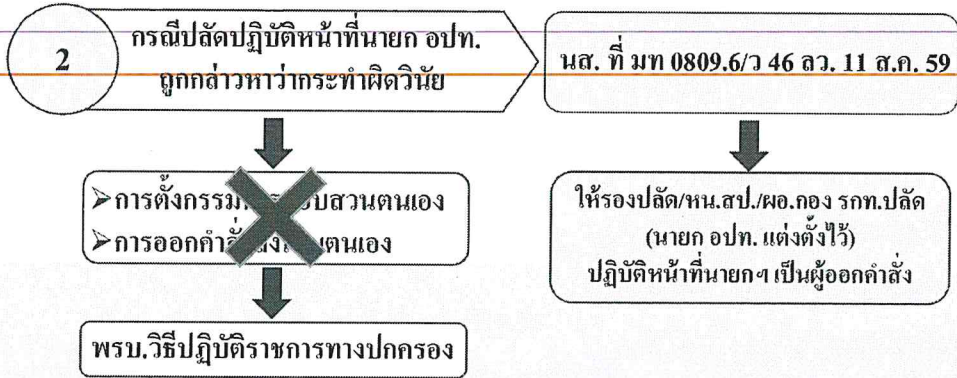 2
กรณีปลัดปฏิบัติหน้าที่นายก อปท.
ถูกกล่าวหาว่ากระทำผิดวินัย
นส. ที่ มท 0809.6/ว 46 ลว. 11 ส.ค. 59
➢การตั้งกรรม สวนตนเอง
➢การออกคำ ตนเอง
ให้รองปลัด/หน.สป./ผอ.กอง รกท.ปลัด
(นายก อปท. แต่งตั้งไว้)
ปฏิบัติหน้าที่นายกฯ เป็นผู้ออกคำสั่ง
พรบ.วิธีปฏิบัติราชการทางปกครอง